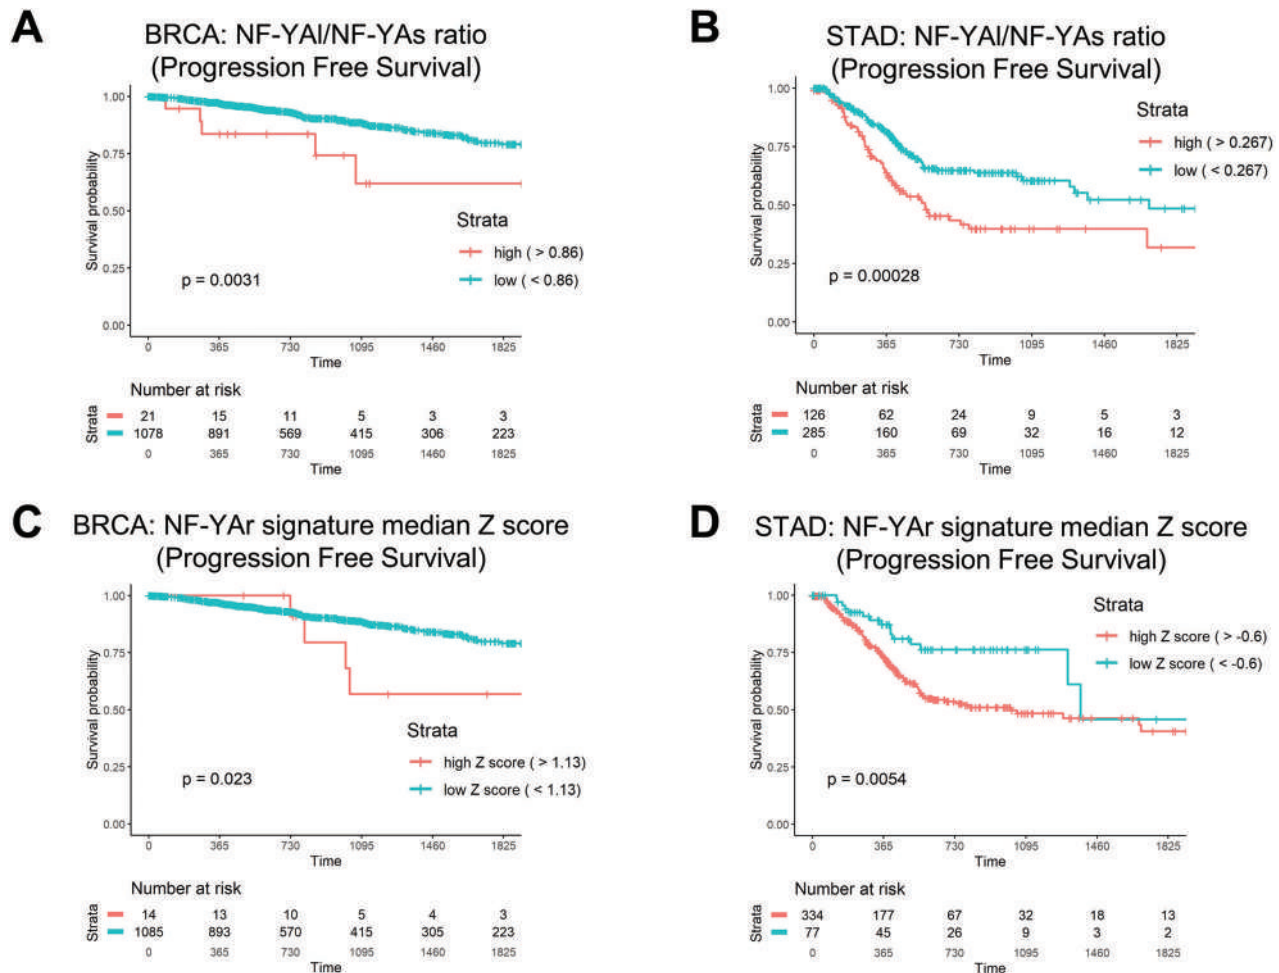 A
BRCA: NF-YAl/NF-YAs ratio
(Progression Free Survival)
1.00
0.75
0.50
0.25
0.00
Survival probability
Strata
high ( > 0.86)
low ( < 0.86)
p = 0.0031
0 365 730 1095 1460 1825
Time
Number at risk
Strata
21 15 11 5 3 3
1078 891 569 415 306 223
0 365 730 1095 1460 1825
Time
B
STAD: NF-YAl/NF-YAs ratio
(Progression Free Survival)
1.00
0.75
0.50
0.25
0.00
Survival probability
Strata
high ( > 0.267)
low ( < 0.267)
p = 0.00028
0 365 730 1095 1460 1825
Time
Number at risk
Strata
126 62 24 9 5 3
285 160 69 32 16 12
0 365 730 1095 1460 1825
Time
C
BRCA: NF-YAr signature median Z score
(Progression Free Survival)
1.00
0.75
0.50
0.25
0.00
Survival probability
Strata
high Z score ( > 1.13)
low Z score ( < 1.13)
p = 0.023
0 365 730 1095 1460 1825
Time
Number at risk
Strata
14 13 10 5 4 3
1085 893 570 415 305 223
0 365 730 1095 1460 1825
Time
D
STAD: NF-YAr signature median Z score
(Progression Free Survival)
1.00
0.75
0.50
0.25
0.00
Survival probability
Strata
high Z score ( > -0.6)
low Z score ( < -0.6)
p = 0.0054
0 365 730 1095 1460 1825
Time
Number at risk
Strata
334 177 67 32 18 13
77 45 26 9 3 2
0 365 730 1095 1460 1825
Time